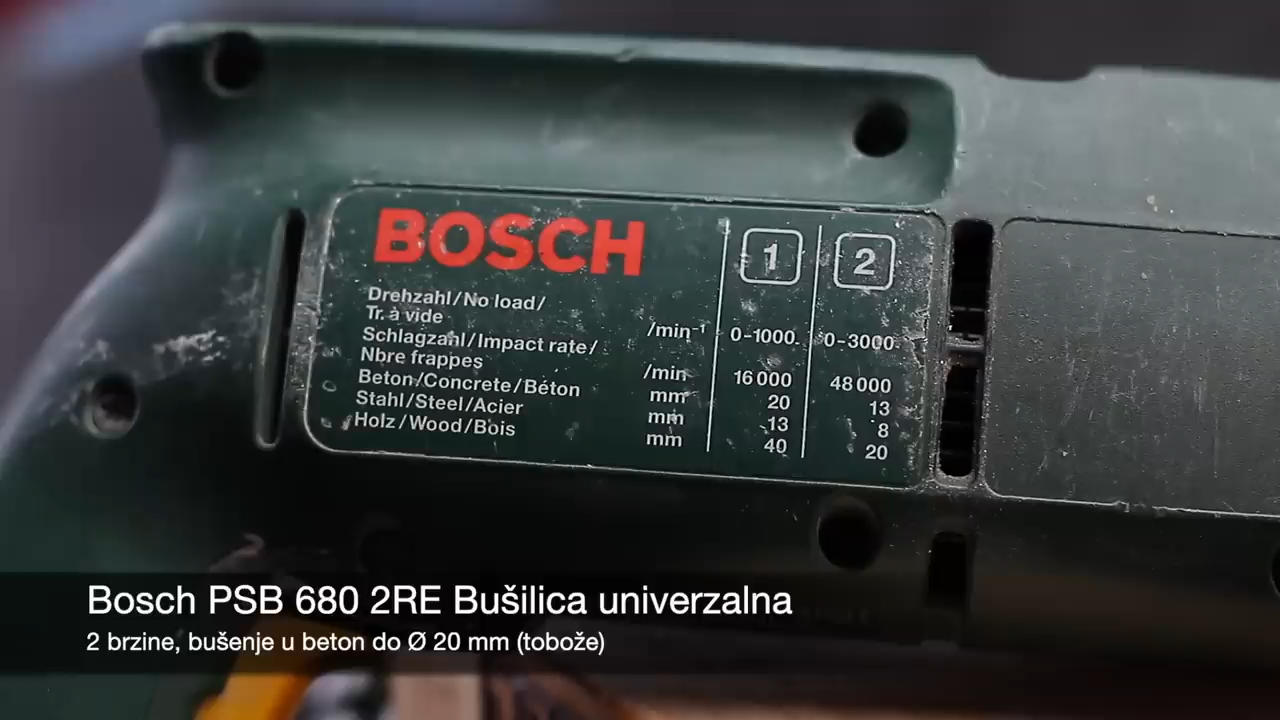 BOSCH
1 2
Drehzahl/No load/
Tr. à vide /min⁻¹ 0-1000 0-3000
Schlagzahl/Impact rate/
Nbre frappes /min 16 000 48 000
Beton/Concrete/Béton mm 20 13
Stahl/Steel/Acier mm 13 8
Holz/Wood/Bois mm 40 20
Bosch PSB 680 2RE Bušilica univerzalna
2 brzine, bušenje u beton do Ø 20 mm (tobože)